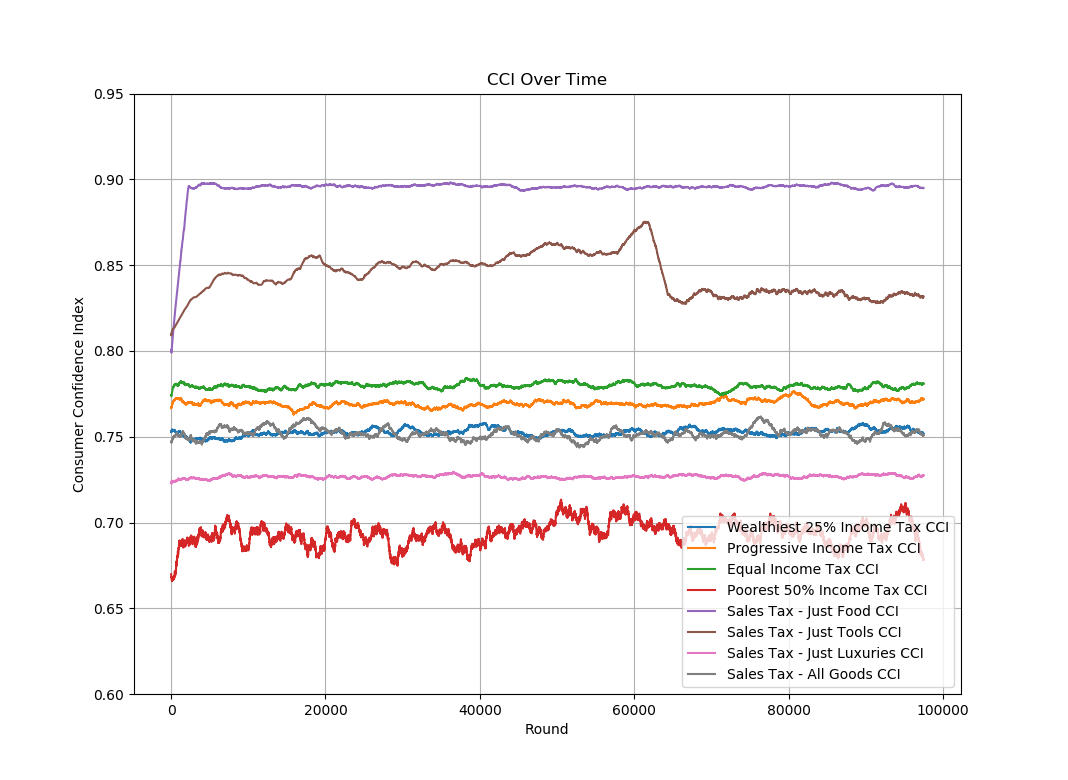 CCI Over Time
0.95
0.90
0.85
0.80
0.75
0.70
0.65
0.60
Consumer Confidence Index
Wealthiest 25% Income Tax CCI
Progressive Income Tax CCI
Equal Income Tax CCI
Poorest 50% Income Tax CCI
Sales Tax - Just Food CCI
Sales Tax - Just Tools CCI
Sales Tax - Just Luxuries CCI
Sales Tax - All Goods CCI
0 20000 40000 60000 80000 100000
Round